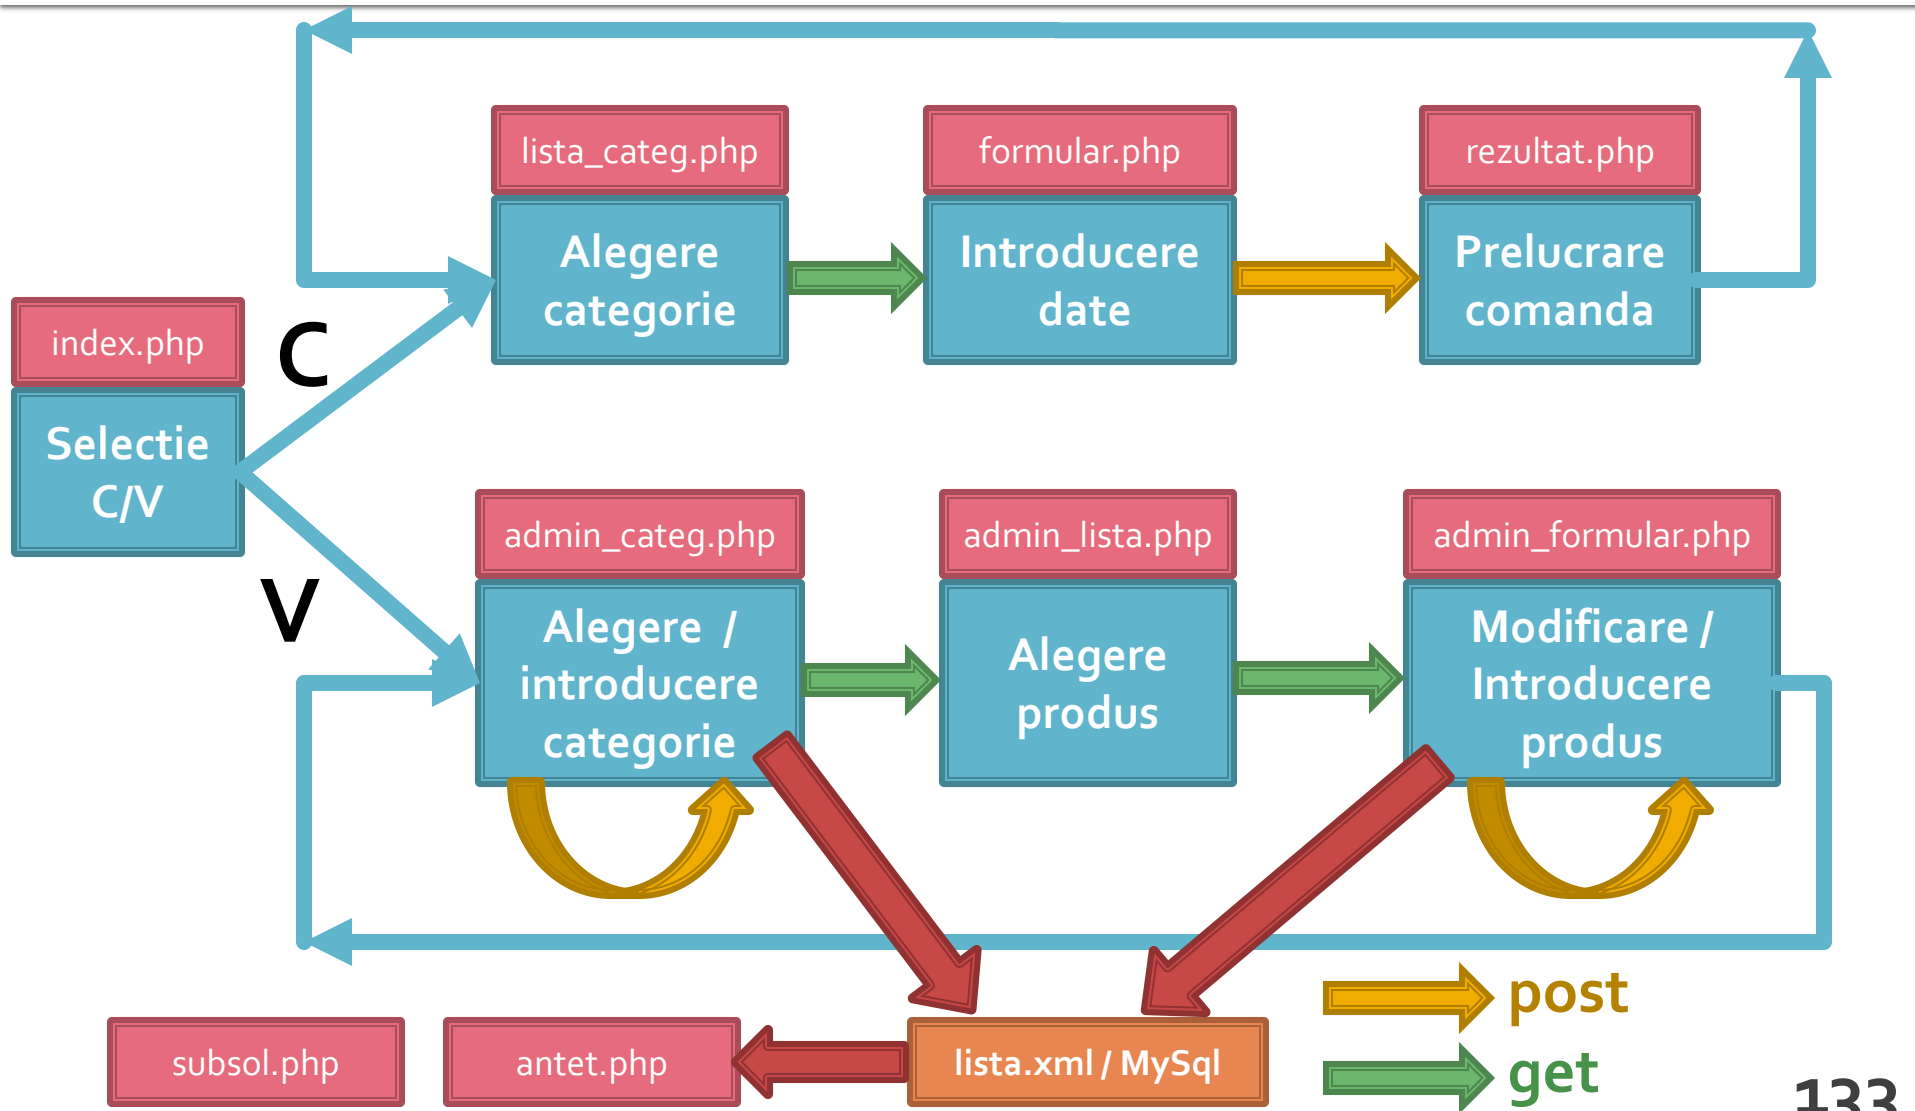 lista_categ.php
formular.php
rezultat.php
Alegere
categorie
Introducere
date
Prelucrare
comanda
index.php
C
Selectie
C/V
V
admin_categ.php
admin_lista.php
admin_formular.php
Alegere /
introducere
categorie
Alegere
produs
Modificare /
Introducere
produs
post
subsol.php
antet.php
lista.xml / MySql
get
133